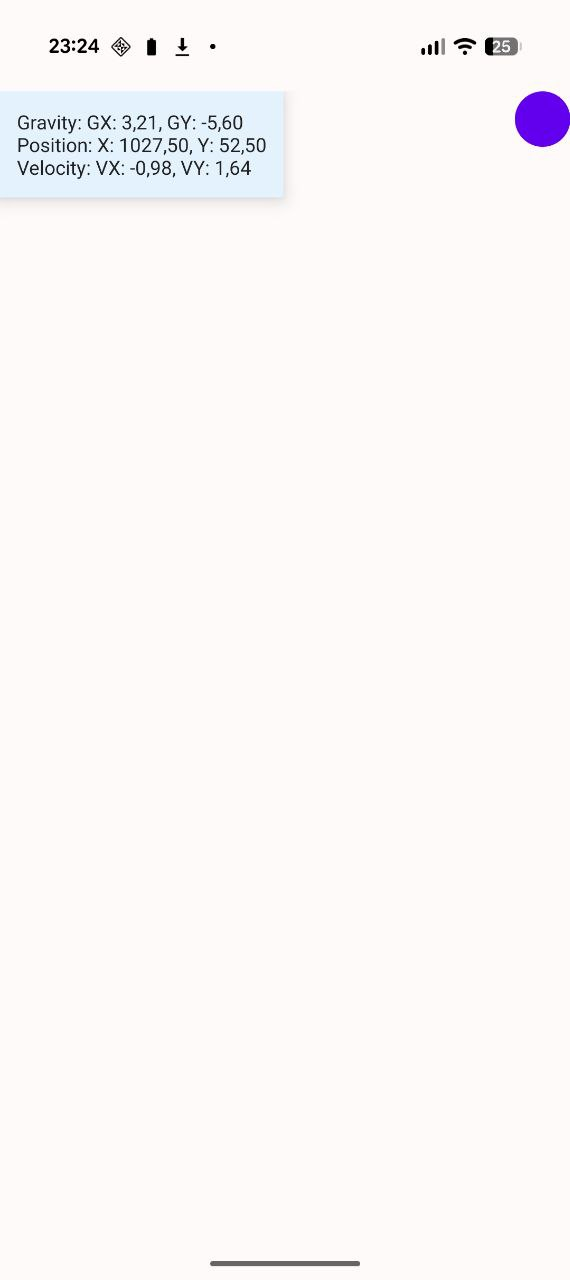 23:24
25
Gravity: GX: 3,21, GY: -5,60
Position: X: 1027,50, Y: 52,50
Velocity: VX: -0,98, VY: 1,64